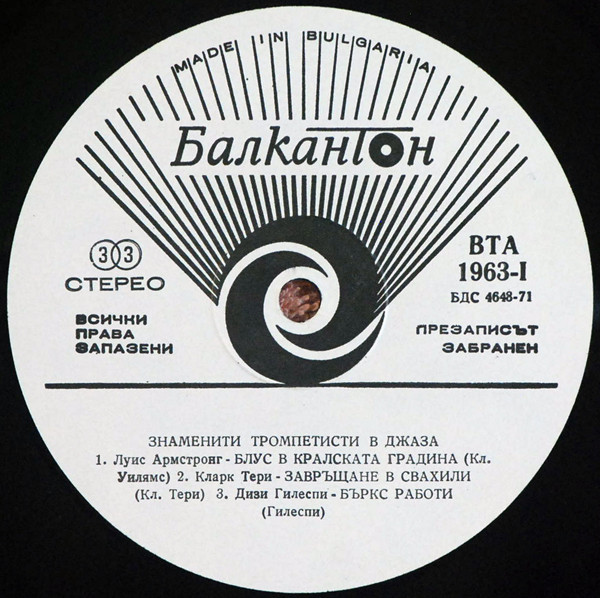 MADE IN BULGARIA
Балкантон
33
СТЕРЕО
ВСИЧКИ
ПРАВА
ЗАПАЗЕНИ
ВТА
1963-I
БДС 4648-71
ПРЕЗАПИСЪТ
ЗАБРАНЕН
ЗНАМЕНИТИ ТРОМПЕТИСТИ В ДЖАЗА
1. Луис Армстронг - БЛУС В КРАЛСКАТА ГРАДИНА (Кл.
Уилямс) 2. Кларк Тери - ЗАВРЪЩАНЕ В СВАХИЛИ
(Кл. Тери) 3. Дизи Гилеспи - БЪРКС РАБОТИ
(Гилеспи)